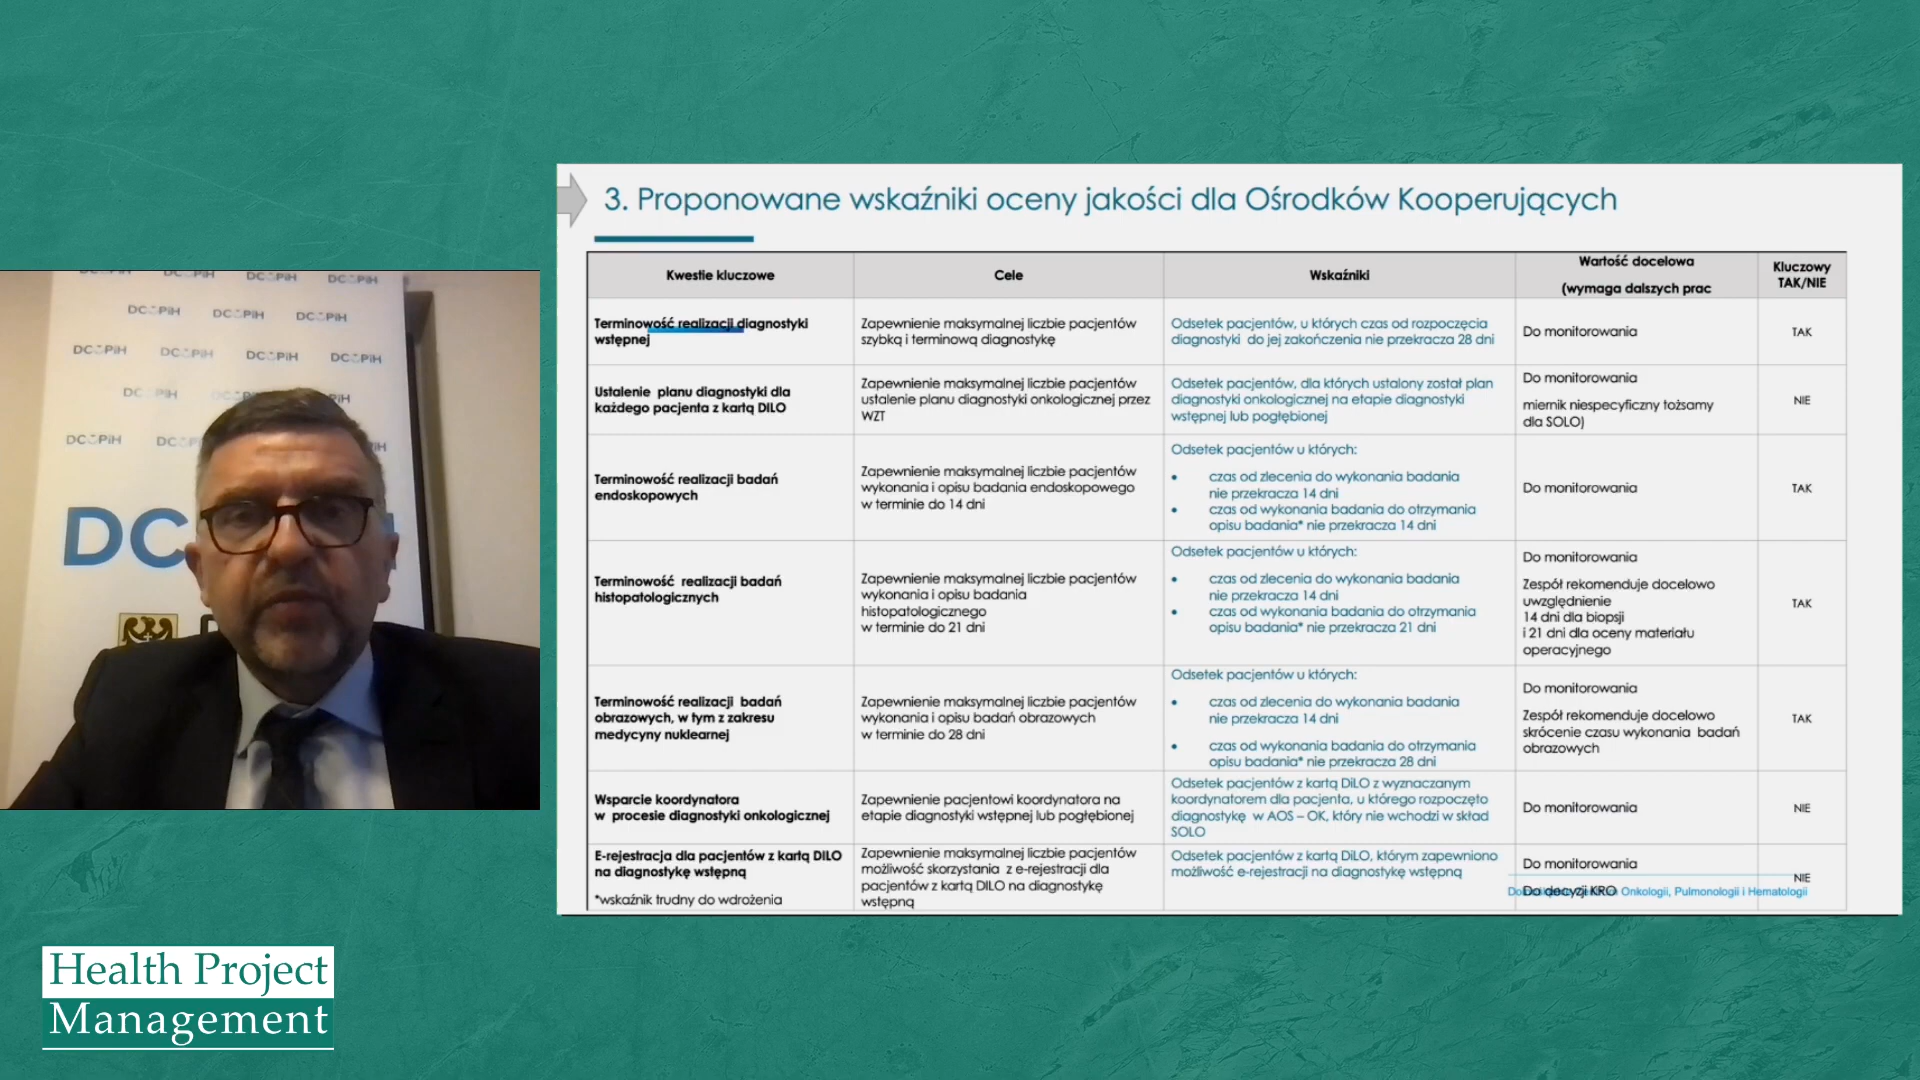 DCOPiH DCOPiH DCOPiH DCOPiH
DCOPiH DCOPiH DCOPiH
DCOPiH DCOPiH DCOPiH DCOPiH
DCOPiH
DCOPiH
DC
3. Proponowane wskaźniki oceny jakości dla Ośrodków Kooperujących
Kwestie kluczowe
Cele
Wskaźniki
Wartość docelowa
(wymaga dalszych prac
Kluczowy
TAK/NIE
Terminowość realizacji diagnostyki
wstępnej
Zapewnienie maksymalnej liczbie pacjentów
szybką i terminową diagnostykę
Odsetek pacjentów, u których czas od rozpoczęcia
diagnostyki do jej zakończenia nie przekracza 28 dni
Do monitorowania
TAK
Ustalenie planu diagnostyki dla
każdego pacjenta z kartą DILO
Zapewnienie maksymalnej liczbie pacjentów
ustalenie planu diagnostyki onkologicznej przez
WZT
Odsetek pacjentów, dla których ustalony został plan
diagnostyki onkologicznej na etapie diagnostyki
wstępnej lub pogłębionej
Do monitorowania
miernik niespecyficzny tożsamy
dla SOLO)
NIE
Terminowość realizacji badań
endoskopowych
Zapewnienie maksymalnej liczbie pacjentów
wykonania i opisu badania endoskopowego
w terminie do 14 dni
Odsetek pacjentów u których:
• czas od zlecenia do wykonania badania
nie przekracza 14 dni
• czas od wykonania badania do otrzymania
opisu badania* nie przekracza 14 dni
Do monitorowania
TAK
Terminowość realizacji badań
histopatologicznych
Zapewnienie maksymalnej liczbie pacjentów
wykonania i opisu badania
histopatologicznego
w terminie do 21 dni
Odsetek pacjentów u których:
• czas od zlecenia do wykonania badania
nie przekracza 14 dni
• czas od wykonania badania do otrzymania
opisu badania* nie przekracza 21 dni
Do monitorowania
Zespół rekomenduje docelowo
uwzględnienie
14 dni dla biopsji
i 21 dni dla oceny materiału
operacyjnego
TAK
Terminowość realizacji badań
obrazowych, w tym z zakresu
medycyny nuklearnej
Zapewnienie maksymalnej liczbie pacjentów
wykonania i opisu badań obrazowych
w terminie do 28 dni
Odsetek pacjentów u których:
• czas od zlecenia do wykonania badania
nie przekracza 14 dni
• czas od wykonania badania do otrzymania
opisu badania* nie przekracza 28 dni
Do monitorowania
Zespół rekomenduje docelowo
skrócenie czasu wykonania badań
obrazowych
TAK
Wsparcie koordynatora
w procesie diagnostyki onkologicznej
Zapewnienie pacjentowi koordynatora na
etapie diagnostyki wstępnej lub pogłębionej
Odsetek pacjentów z kartą DiLO z wyznaczanym
koordynatorem dla pacjenta, u którego rozpoczęto
diagnostykę w AOS – OK, który nie wchodzi w skład
SOLO
Do monitorowania
NIE
E-rejestracja dla pacjentów z kartą DILO
na diagnostykę wstępną
*wskaźnik trudny do wdrożenia
Zapewnienie maksymalnej liczbie pacjentów
możliwość skorzystania z e-rejestracji dla
pacjentów z kartą DILO na diagnostykę
wstępną
Odsetek pacjentów z kartą DiLO, którym zapewniono
możliwość e-rejestracji na diagnostykę wstępną
Do monitorowania
Do decyzji KRO
NIE
Onkologii, Pulmonologii i Hematologii
Health Project
Management